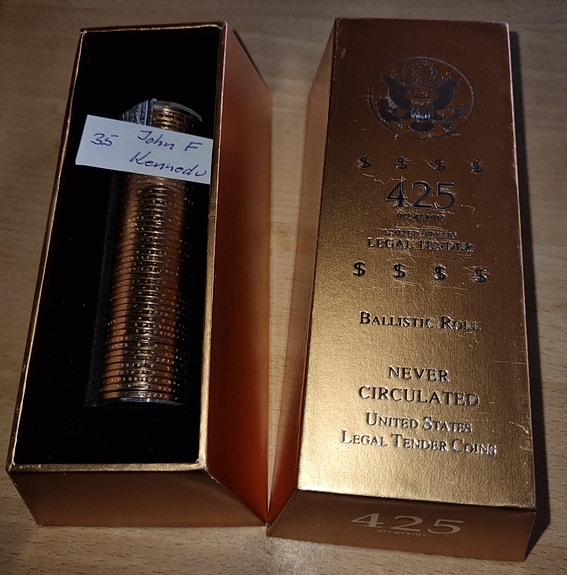 35 John F
Kennedy
$ $ $ $
425
LEGAL TENDER
$ $ $ $
BALLISTIC ROLL
NEVER
CIRCULATED
UNITED STATES
LEGAL TENDER COINS
425